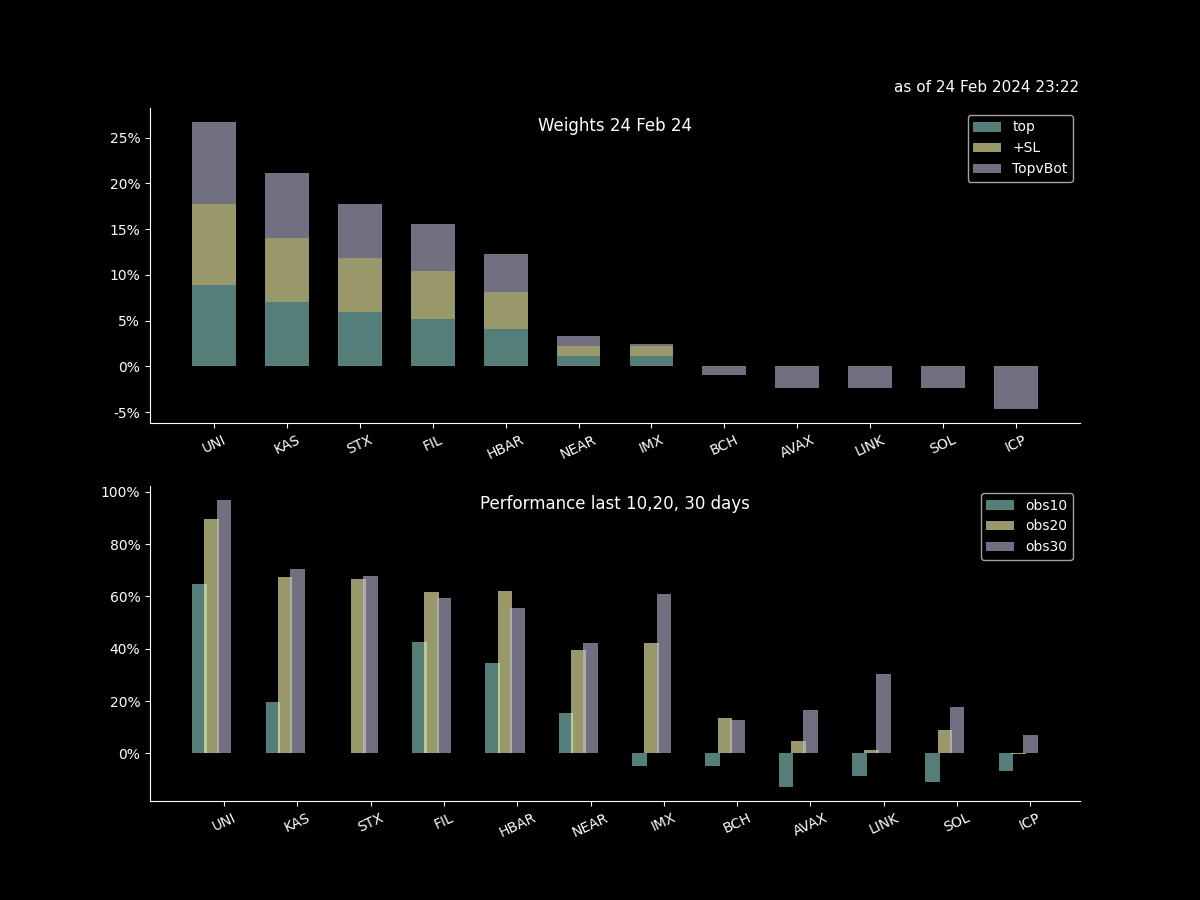 as of 24 Feb 2024 23:22
Weights 24 Feb 24
top
+SL
TopvBot
25%
20%
15%
10%
5%
0%
-5%
UNI KAS STX FIL HBAR NEAR IMX BCH AVAX LINK SOL ICP
Performance last 10,20, 30 days
obs10
obs20
obs30
100%
80%
60%
40%
20%
0%
UNI KAS STX FIL HBAR NEAR IMX BCH AVAX LINK SOL ICP